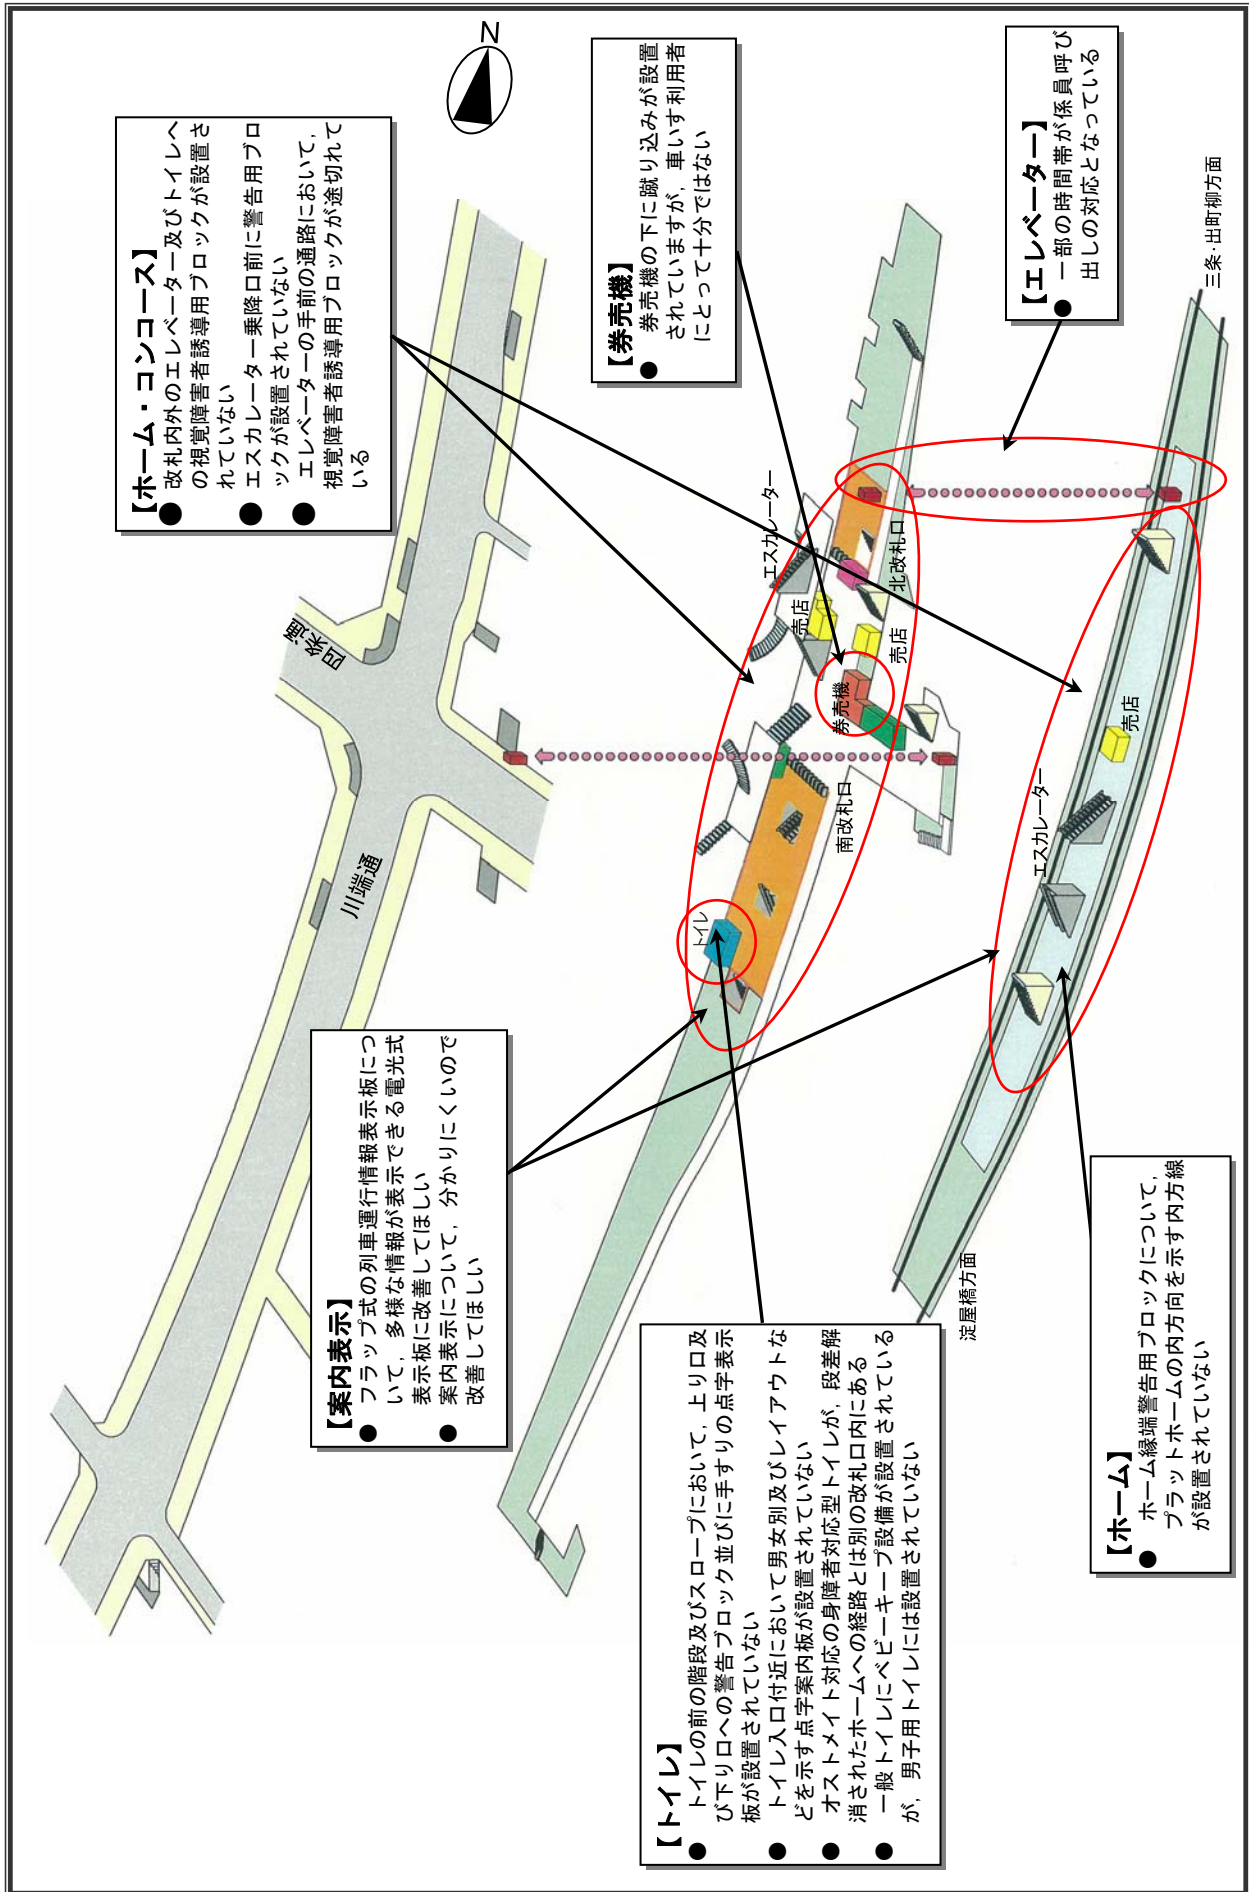 【ホーム・コンコース】
● 改札内外のエレベーター及びトイレへ
の視覚障害者誘導用ブロックが設置さ
れていない
● エスカレーター乗降口前に警告用ブロ
ックが設置されていない
● エレベーターの手前の通路において，
視覚障害者誘導用ブロックが途切れて
いる
N
【券売機】
● 券売機の下に蹴り込みが設置
されていますが，車いす利用者
にとって十分ではない
【エレベーター】
● 一部の時間帯が係員呼び
出しの対応となっている
四条通
川端通
エスカレーター
売店
北改札口
売店
券売機
南改札口
トイレ
三条・出町柳方面
売店
エスカレーター
淀屋橋方面
【案内表示】
● フラップ式の列車運行情報表示板につ
いて，多様な情報が表示できる電光式
表示板に改善してほしい
● 案内表示について，分かりにくいので
改善してほしい
【トイレ】
● トイレの前の階段及びスロープにおいて，上り口及
び下り口への警告ブロック並びに手すりの点字表示
板が設置されていない
● トイレ入口付近において男女別及びレイアウトな
どを示す点字案内板が設置されていない
● オストメイト対応の身障者対応型トイレが，段差解
消されたホームへの経路とは別の改札口内にある
● 一般トイレにベビーキープ設備が設置されている
が，男子用トイレには設置されていない
【ホーム】
● ホーム縁端警告用ブロックについて，
プラットホームの内方向を示す内方線
が設置されていない